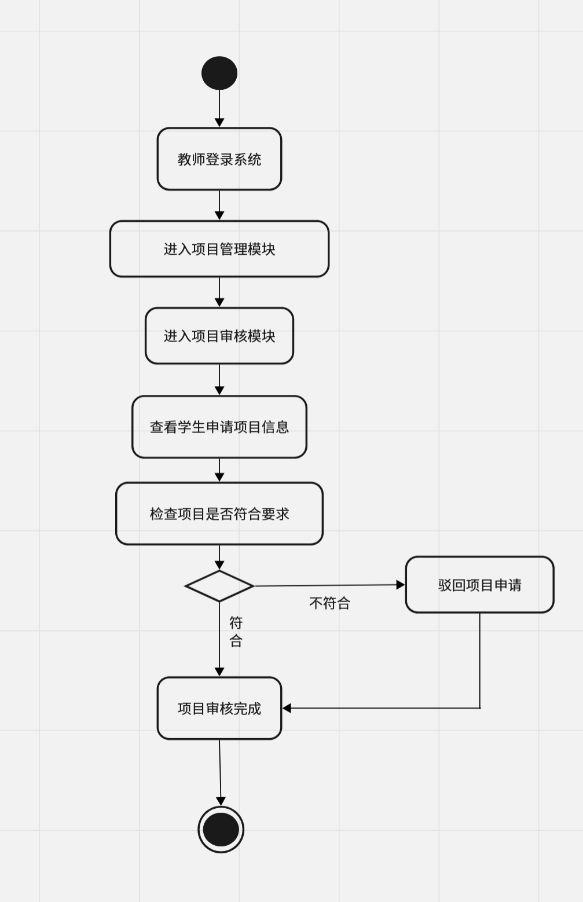 教师登录系统
进入项目管理模块
进入项目审核模块
查看学生申请项目信息
检查项目是否符合要求
驳回项目申请
不符合
符
合
项目审核完成